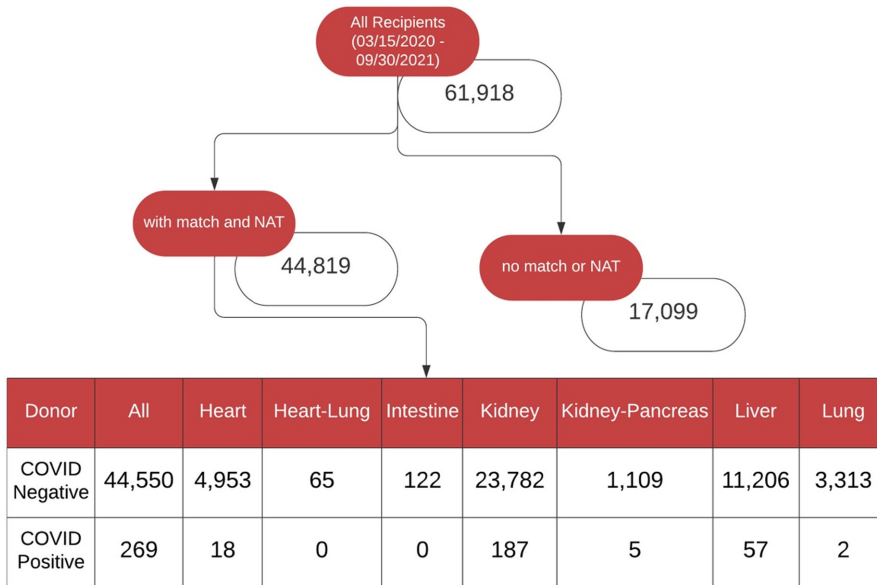 All Recipients
(03/15/2020 -
09/30/2021)
61,918
with match and NAT
44,819
no match or NAT
17,099
Donor All Heart Heart-Lung Intestine Kidney Kidney-Pancreas Liver Lung
COVID
Negative 44,550 4,953 65 122 23,782 1,109 11,206 3,313
COVID
Positive 269 18 0 0 187 5 57 2